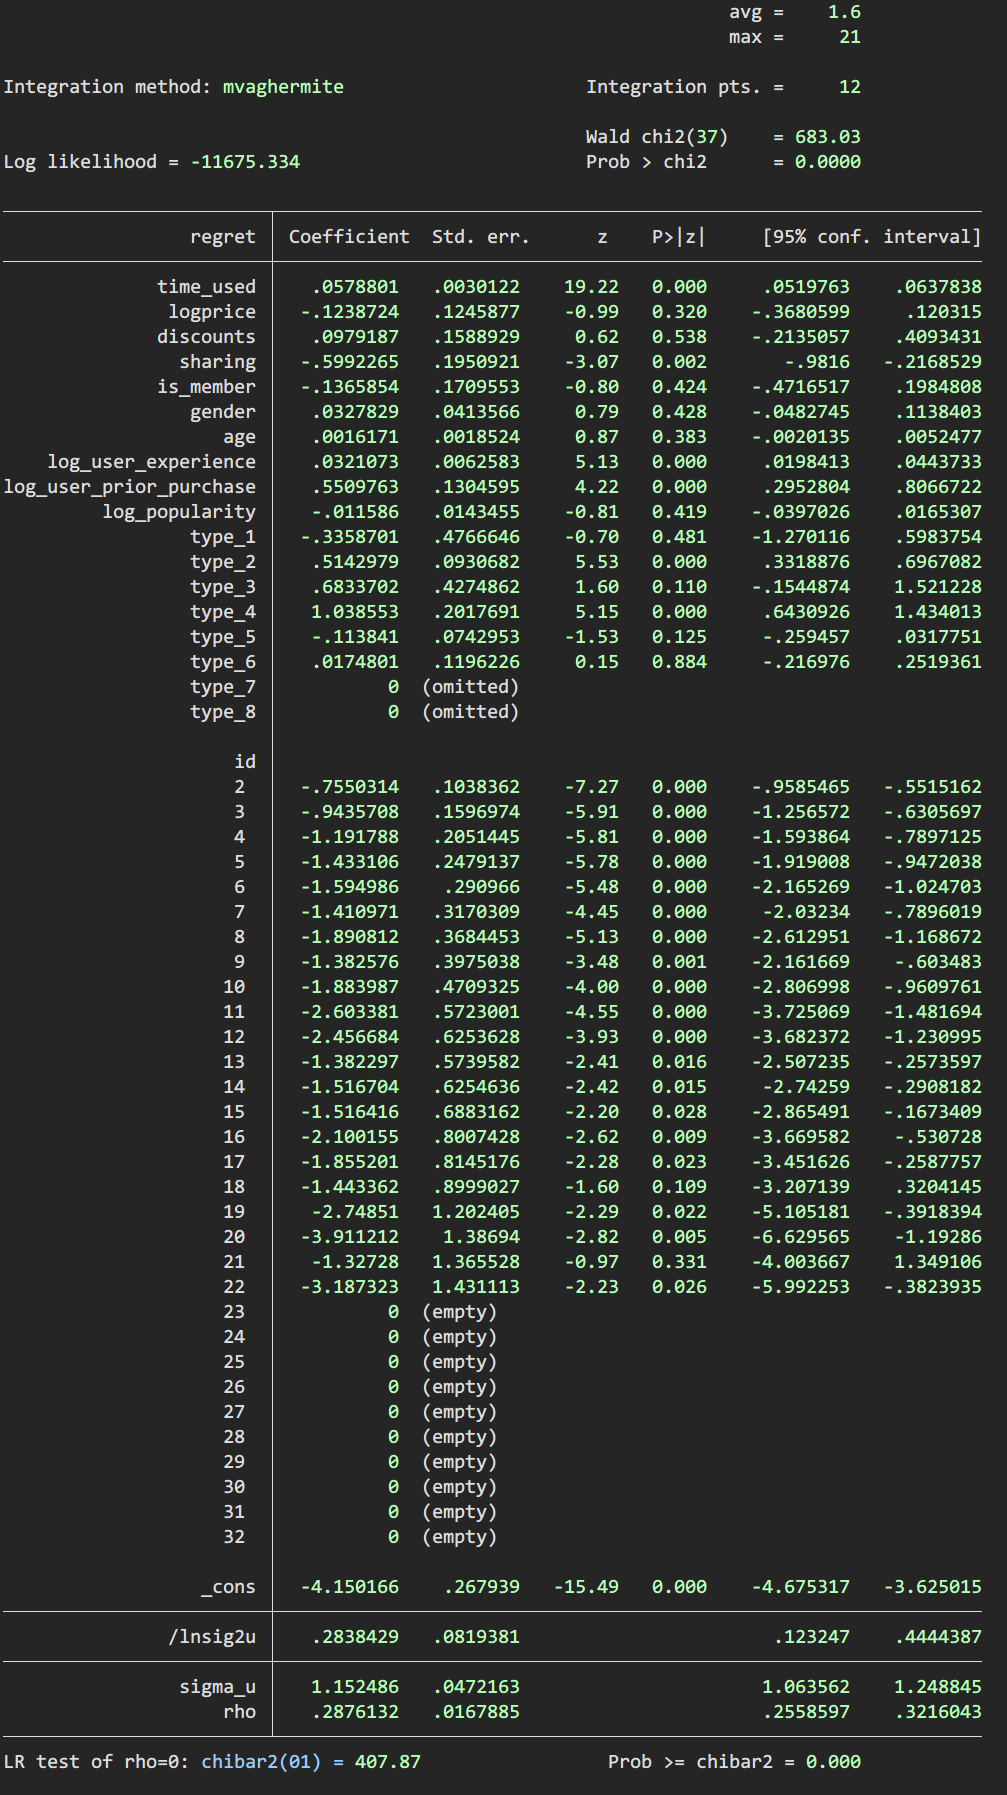 avg = 1.6
max = 21
Integration method: mvaghermite Integration pts. = 12
Wald chi2(37) = 683.03
Log likelihood = -11675.334 Prob > chi2 = 0.0000
regret Coefficient Std. err. z P>|z| [95% conf. interval]
time_used .0578801 .0030122 19.22 0.000 .0519763 .0637838
logprice -.1238724 .1245877 -0.99 0.320 -.3680599 .120315
discounts .0979187 .1588929 0.62 0.538 -.2135057 .4093431
sharing -.5992265 .1950921 -3.07 0.002 -.9816 -.2168529
is_member -.1365854 .1709553 -0.80 0.424 -.4716517 .1984808
gender .0327829 .0413566 0.79 0.428 -.0482745 .1138403
age .0016171 .0018524 0.87 0.383 -.0020135 .0052477
log_user_experience .0321073 .0062583 5.13 0.000 .0198413 .0443733
log_user_prior_purchase .5509763 .1304595 4.22 0.000 .2952804 .8066722
log_popularity -.011586 .0143455 -0.81 0.419 -.0397026 .0165307
type_1 -.3358701 .4766646 -0.70 0.481 -1.270116 .5983754
type_2 .5142979 .0930682 5.53 0.000 .3318876 .6967082
type_3 .6833702 .4274862 1.60 0.110 -.1544874 1.521228
type_4 1.038553 .2017691 5.15 0.000 .6430926 1.434013
type_5 -.113841 .0742953 -1.53 0.125 -.259457 .0317751
type_6 .0174801 .1196226 0.15 0.884 -.216976 .2519361
type_7 0 (omitted)
type_8 0 (omitted)
id
2 -.7550314 .1038362 -7.27 0.000 -.9585465 -.5515162
3 -.9435708 .1596974 -5.91 0.000 -1.256572 -.6305697
4 -1.191788 .2051445 -5.81 0.000 -1.593864 -.7897125
5 -1.433106 .2479137 -5.78 0.000 -1.919008 -.9472038
6 -1.594986 .290966 -5.48 0.000 -2.165269 -1.024703
7 -1.410971 .3170309 -4.45 0.000 -2.03234 -.7896019
8 -1.890812 .3684453 -5.13 0.000 -2.612951 -1.168672
9 -1.382576 .3975038 -3.48 0.001 -2.161669 -.603483
10 -1.883987 .4709325 -4.00 0.000 -2.806998 -.9609761
11 -2.603381 .5723001 -4.55 0.000 -3.725069 -1.481694
12 -2.456684 .6253628 -3.93 0.000 -3.682372 -1.230995
13 -1.382297 .5739582 -2.41 0.016 -2.507235 -.2573597
14 -1.516704 .6254636 -2.42 0.015 -2.74259 -.2908182
15 -1.516416 .6883162 -2.20 0.028 -2.865491 -.1673409
16 -2.100155 .8007428 -2.62 0.009 -3.669582 -.530728
17 -1.855201 .8145176 -2.28 0.023 -3.451626 -.2587757
18 -1.443362 .8999027 -1.60 0.109 -3.207139 .3204145
19 -2.74851 1.202405 -2.29 0.022 -5.105181 -.3918394
20 -3.911212 1.38694 -2.82 0.005 -6.629565 -1.19286
21 -1.32728 1.365528 -0.97 0.331 -4.003667 1.349106
22 -3.187323 1.431113 -2.23 0.026 -5.992253 -.3823935
23 0 (empty)
24 0 (empty)
25 0 (empty)
26 0 (empty)
27 0 (empty)
28 0 (empty)
29 0 (empty)
30 0 (empty)
31 0 (empty)
32 0 (empty)
_cons -4.150166 .267939 -15.49 0.000 -4.675317 -3.625015
/lnsig2u .2838429 .0819381 .123247 .4444387
sigma_u 1.152486 .0472163 1.063562 1.248845
rho .2876132 .0167885 .2558597 .3216043
LR test of rho=0: chibar2(01) = 407.87 Prob >= chibar2 = 0.000